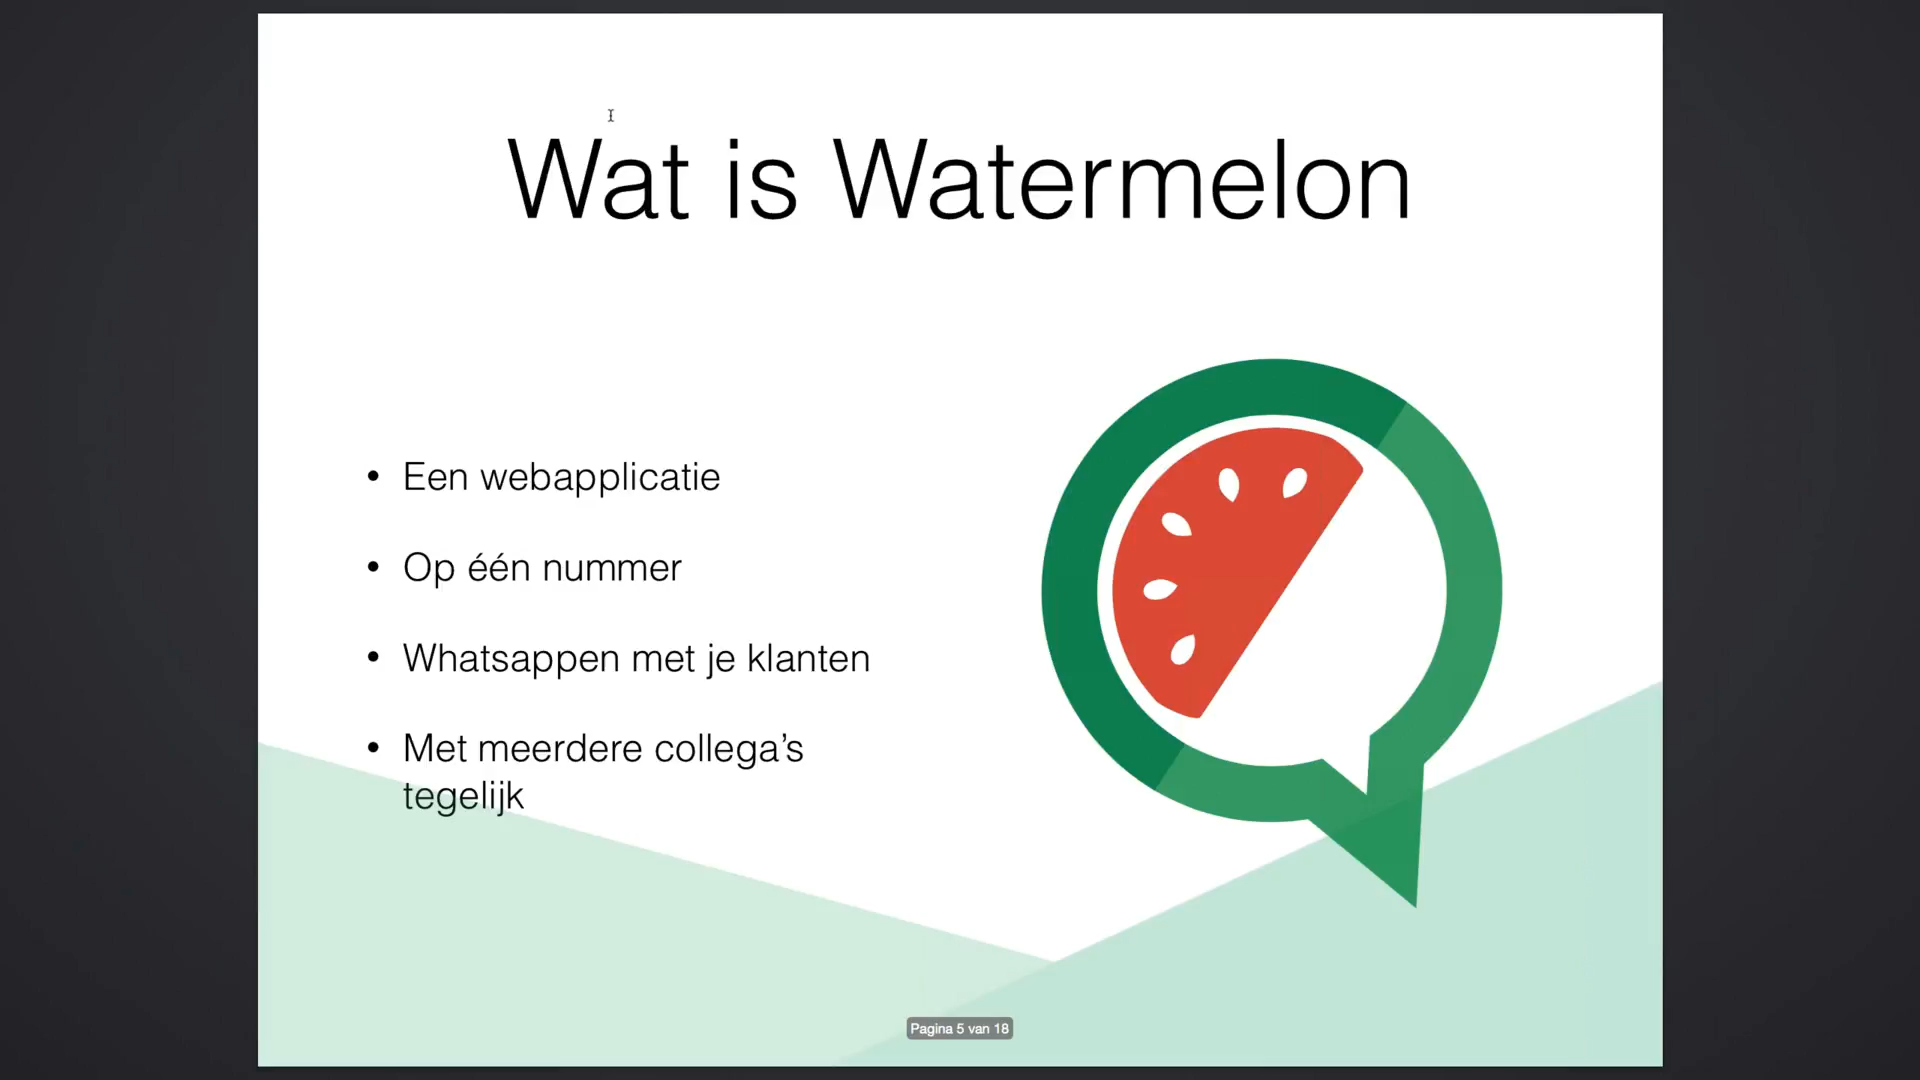 Wat is Watermelon
• Een webapplicatie
• Op één nummer
• Whatsappen met je klanten
• Met meerdere collega’s
tegelijk
Pagina 5 van 18